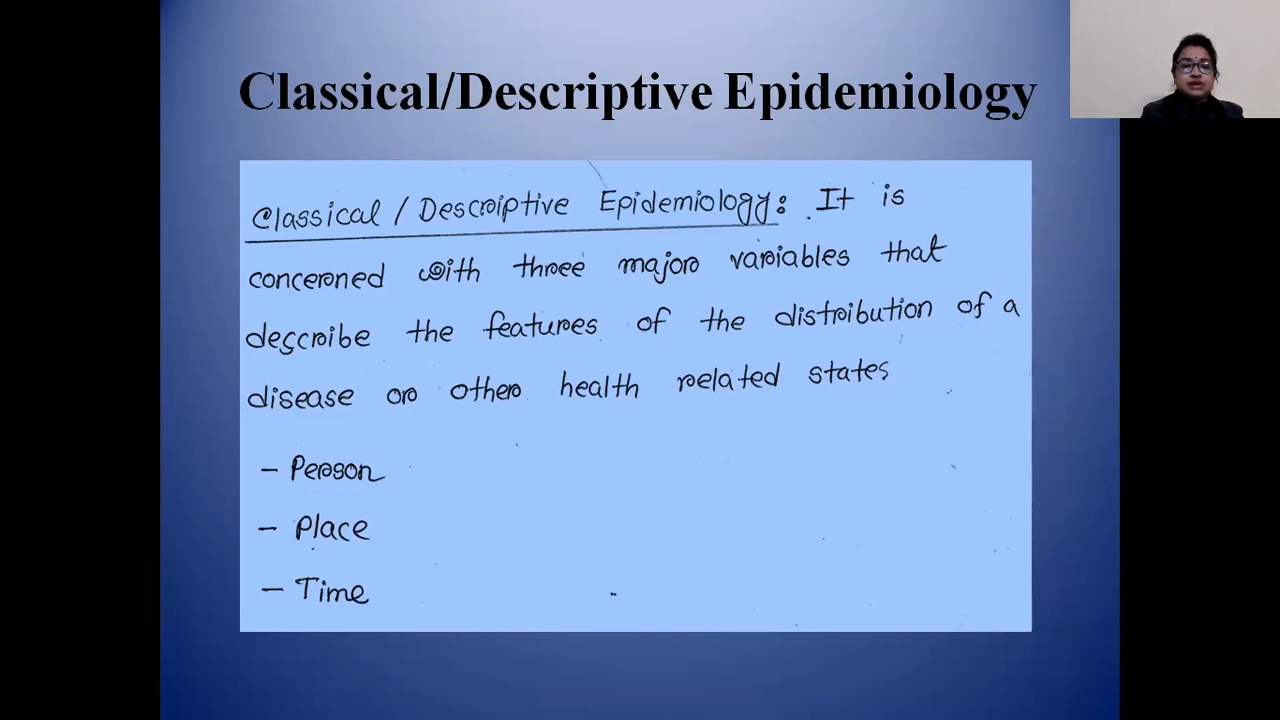 Classical/Descriptive Epidemiology
Classical / Descriptive Epidemiology: It is
concerned with three major variables that
describe the features of the distribution of a
disease or other health related states
- Person
- Place
- Time